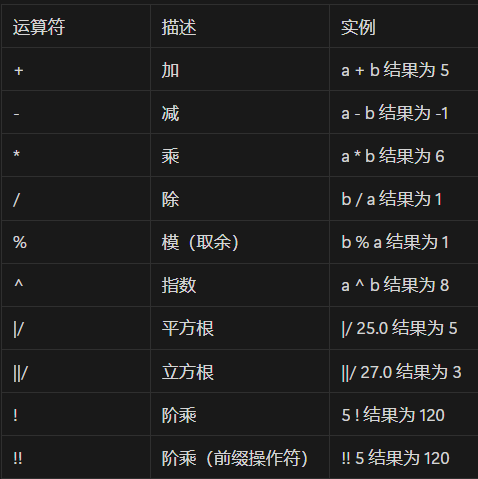 运算符 描述 实例
+ 加 a + b 结果为 5
- 减 a - b 结果为 -1
* 乘 a * b 结果为 6
/ 除 b / a 结果为 1
% 模（取余） b % a 结果为 1
^ 指数 a ^ b 结果为 8
|/ 平方根 |/ 25.0 结果为 5
||/ 立方根 ||/ 27.0 结果为 3
! 阶乘 5 ! 结果为 120
!! 阶乘（前缀操作符） !! 5 结果为 120